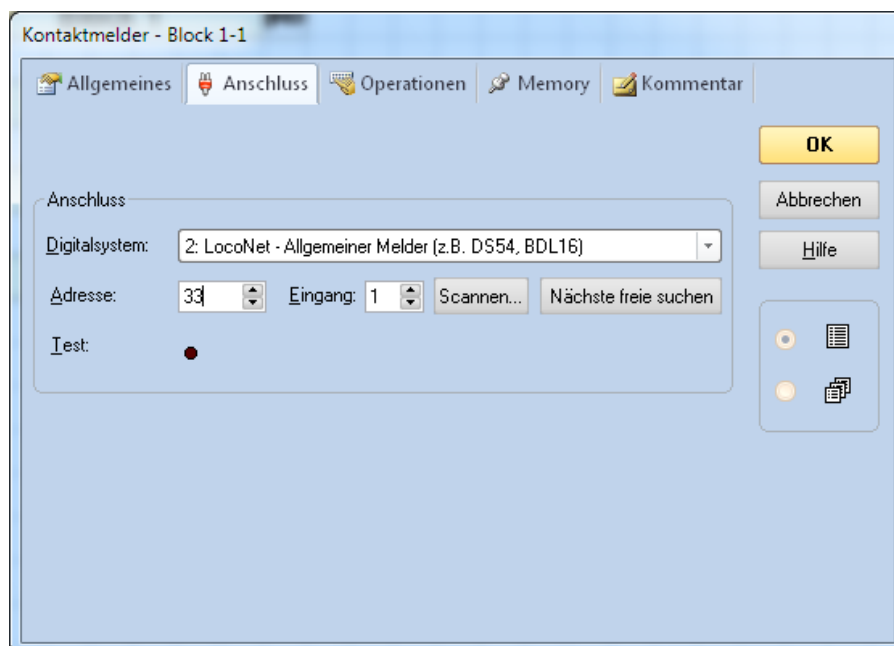 Kontaktmelder - Block 1-1
Allgemeines Anschluss Operationen Memory Kommentar
OK
Anschluss
Abbrechen
Digitalsystem: 2: LocoNet - Allgemeiner Melder (z.B. DS54, BDL16)
Hilfe
Adresse: 33 Eingang: 1 Scannen... Nächste freie suchen
Test: